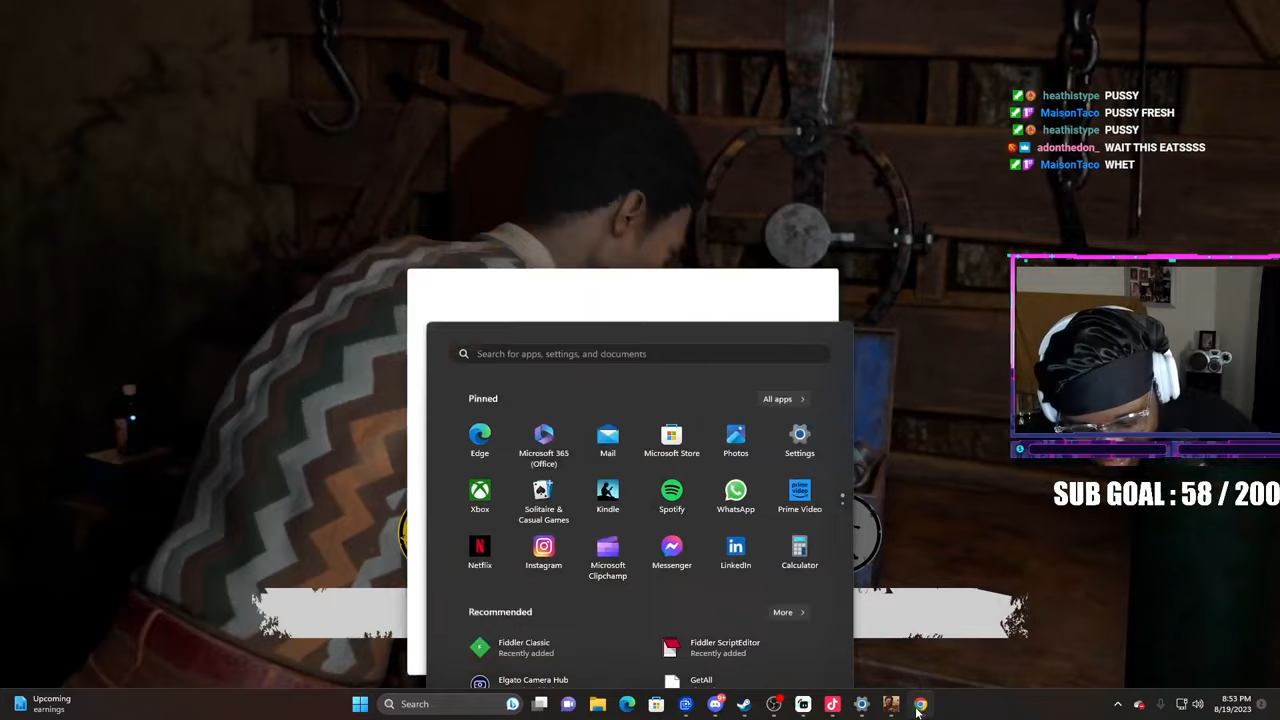 heathistype PUSSY
MaisonTaco PUSSY FRESH
heathistype PUSSY
adonthedon_ WAIT THIS EATSSSS
MaisonTaco WHET
SUB GOAL : 58 / 200
Search for apps, settings, and documents
Pinned
All apps
Edge
Microsoft 365 (Office)
Mail
Microsoft Store
Photos
Settings
Xbox
Solitaire & Casual Games
Kindle
Spotify
WhatsApp
prime video
Prime Video
Netflix
Instagram
Microsoft Clipchamp
Messenger
LinkedIn
Calculator
Recommended
More
Fiddler Classic
Recently added
Fiddler ScriptEditor
Recently added
Elgato Camera Hub
GetAll
Upcoming
earnings
Search
8:53 PM
8/19/2023